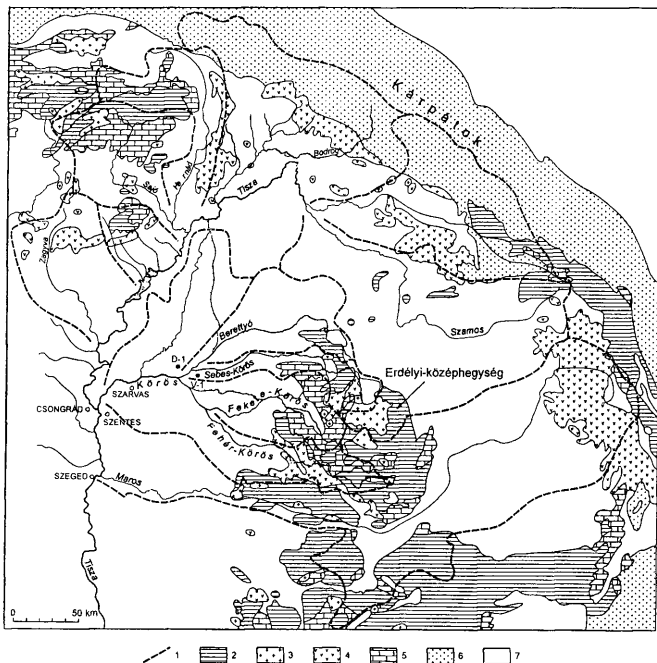 Kárpátok
Bodrog
Tisza
Sajó
Zagyva
Szamos
Berettyó
D-1
Sebes-Körös
V-1
Körös
SZARVAS
Erdélyi-középhegység
Fekete-Körös
CSONGRÁD
SZENTES
Fehér-Körös
SZEGED
Maros
Tisza
0 50 km
1 2 3 4 5 6 7